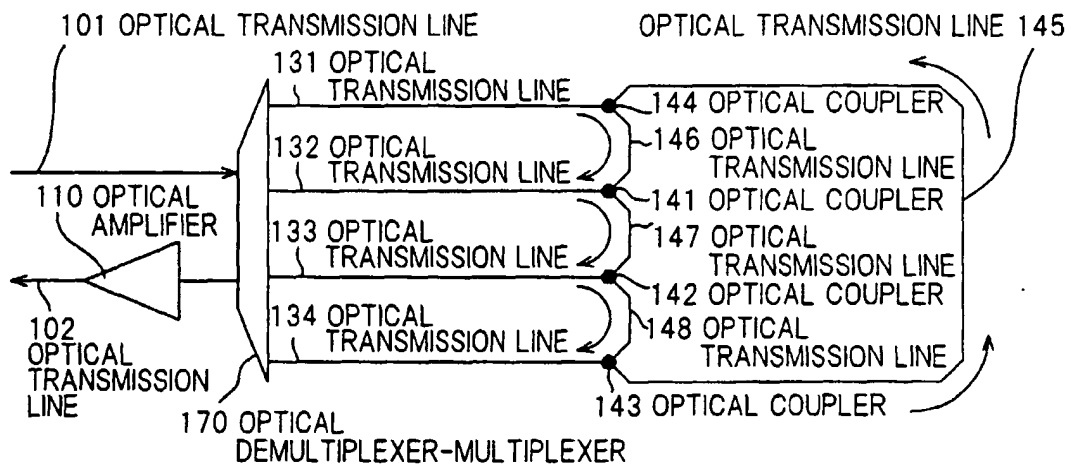 101 OPTICAL TRANSMISSION LINE
OPTICAL TRANSMISSION LINE 145
131 OPTICAL
TRANSMISSION LINE
144 OPTICAL COUPLER
132 OPTICAL
TRANSMISSION LINE
146 OPTICAL
TRANSMISSION LINE
110 OPTICAL
AMPLIFIER
141 OPTICAL COUPLER
133 OPTICAL
TRANSMISSION LINE
147 OPTICAL
TRANSMISSION LINE
142 OPTICAL COUPLER
134 OPTICAL
TRANSMISSION LINE
148 OPTICAL
TRANSMISSION LINE
102
OPTICAL
TRANSMISSION
LINE
143 OPTICAL COUPLER
170 OPTICAL
DEMULTIPLEXER-MULTIPLEXER